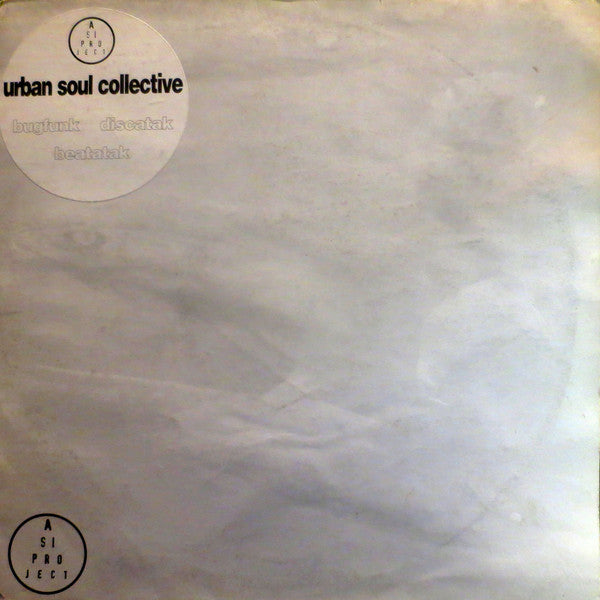 A
SI
PRO
JECT
urban soul collective
bugfunk discatak
beatatak
A
SI
PRO
JECT